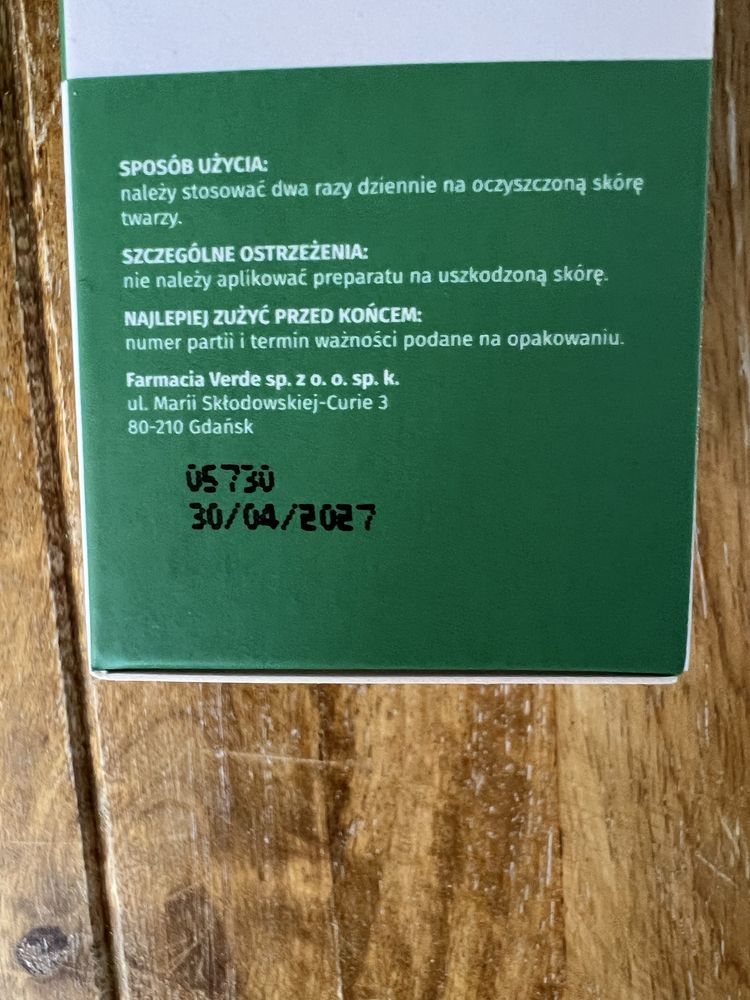 SPOSÓB UŻYCIA:
należy stosować dwa razy dziennie na oczyszczoną skórę
twarzy.
SZCZEGÓLNE OSTRZEŻENIA:
nie należy aplikować preparatu na uszkodzoną skórę.
NAJLEPIEJ ZUŻYĆ PRZED KOŃCEM:
numer partii i termin ważności podane na opakowaniu.
Farmacia Verde sp. z o. o. sp. k.
ul. Marii Skłodowskiej-Curie 3
80-210 Gdańsk
05730
30/04/2027